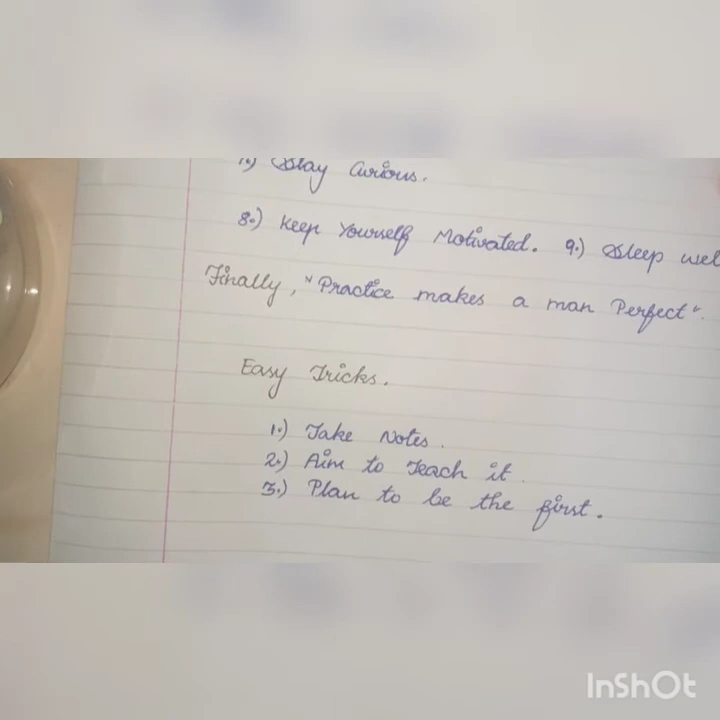 7.) Stay Curious.
8.) Keep Yourself Motivated. 9.) Sleep wel
Finally, "Practice makes a man Perfect".
Easy Tricks.
1.) Take Notes.
2.) Aim to Teach it.
3.) Plan to be the first.
InShOt